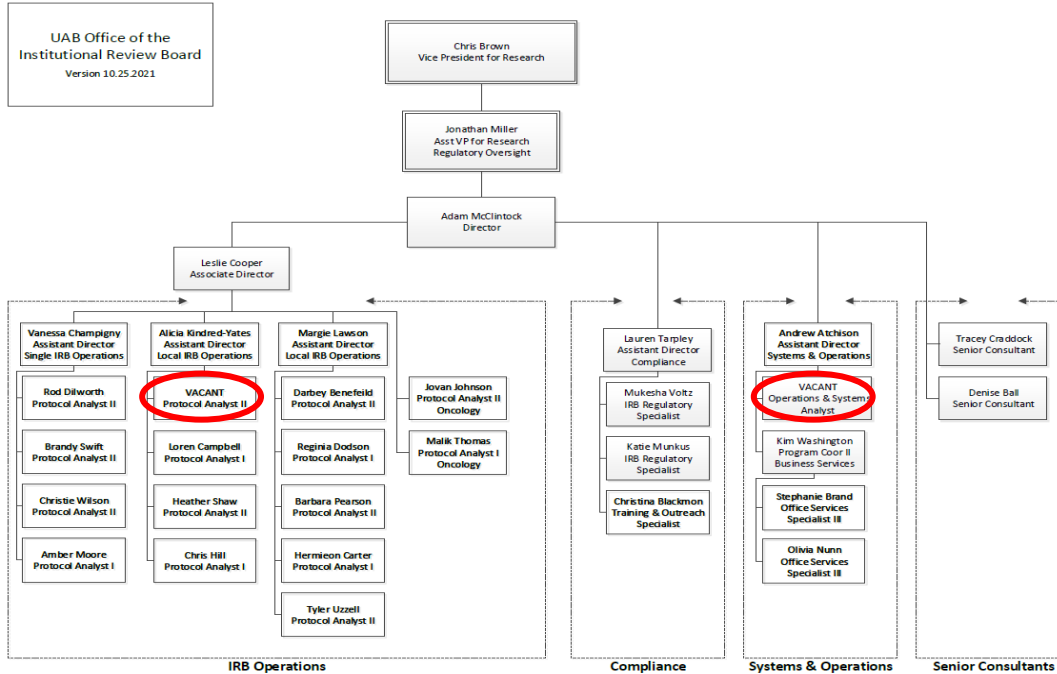 UAB Office of the
Institutional Review Board
Version 10.25.2021
Chris Brown
Vice President for Research
Jonathan Miller
Asst VP for Research
Regulatory Oversight
Adam McClintock
Director
Leslie Cooper
Associate Director
Vanessa Champigny
Assistant Director
Single IRB Operations
Rod Dilworth
Protocol Analyst II
Brandy Swift
Protocol Analyst II
Christie Wilson
Protocol Analyst II
Amber Moore
Protocol Analyst I
Alicia Kindred-Yates
Assistant Director
Local IRB Operations
VACANT
Protocol Analyst II
Loren Campbell
Protocol Analyst I
Heather Shaw
Protocol Analyst II
Chris Hill
Protocol Analyst I
Margie Lawson
Assistant Director
Local IRB Operations
Darbey Benefeild
Protocol Analyst II
Reginia Dodson
Protocol Analyst I
Barbara Pearson
Protocol Analyst II
Hermieon Carter
Protocol Analyst I
Tyler Uzzell
Protocol Analyst II
Jovan Johnson
Protocol Analyst II
Oncology
Malik Thomas
Protocol Analyst I
Oncology
IRB Operations
Lauren Tarpley
Assistant Director
Compliance
Mukesha Voltz
IRB Regulatory
Specialist
Katie Munkus
IRB Regulatory
Specialist
Christina Blackmon
Training & Outreach
Specialist
Compliance
Andrew Atchison
Assistant Director
Systems & Operations
VACANT
Operations & Systems
Analyst
Kim Washington
Program Coor II
Business Services
Stephanie Brand
Office Services
Specialist III
Olivia Nunn
Office Services
Specialist III
Systems & Operations
Tracey Craddock
Senior Consultant
Denise Ball
Senior Consultant
Senior Consultants